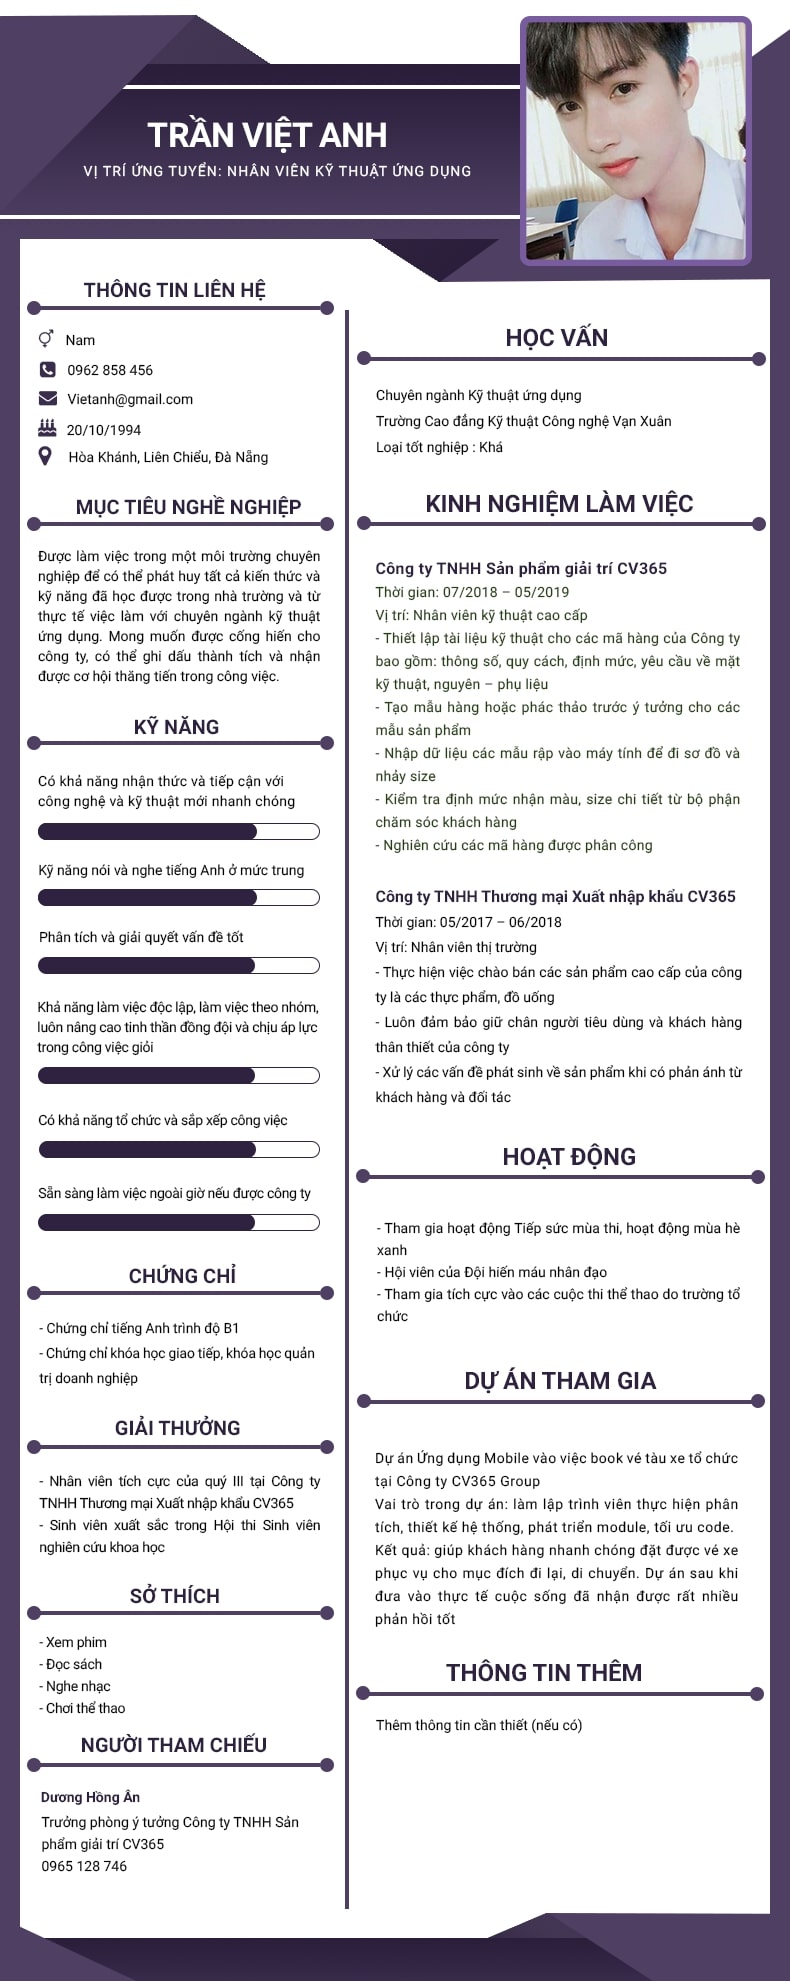 TRẦN VIỆT ANH
VỊ TRÍ ỨNG TUYỂN: NHÂN VIÊN KỸ THUẬT ỨNG DỤNG
THÔNG TIN LIÊN HỆ
Nam
0962 858 456
Vietanh@gmail.com
20/10/1994
Hòa Khánh, Liên Chiểu, Đà Nẵng
MỤC TIÊU NGHỀ NGHIỆP
Được làm việc trong một môi trường chuyên
nghiệp để có thể phát huy tất cả kiến thức và
kỹ năng đã học được trong nhà trường và từ
thực tế việc làm với chuyên ngành kỹ thuật
ứng dụng. Mong muốn được cống hiến cho
công ty, có thể ghi dấu thành tích và nhận
được cơ hội thăng tiến trong công việc.
KỸ NĂNG
Có khả năng nhận thức và tiếp cận với
công nghệ và kỹ thuật mới nhanh chóng
Kỹ năng nói và nghe tiếng Anh ở mức trung
Phân tích và giải quyết vấn đề tốt
Khả năng làm việc độc lập, làm việc theo nhóm,
luôn nâng cao tinh thần đồng đội và chịu áp lực
trong công việc giỏi
Có khả năng tổ chức và sắp xếp công việc
Sẵn sàng làm việc ngoài giờ nếu được công ty
CHỨNG CHỈ
- Chứng chỉ tiếng Anh trình độ B1
- Chứng chỉ khóa học giao tiếp, khóa học quản
trị doanh nghiệp
GIẢI THƯỞNG
- Nhân viên tích cực của quý III tại Công ty
TNHH Thương mại Xuất nhập khẩu CV365
- Sinh viên xuất sắc trong Hội thi Sinh viên
nghiên cứu khoa học
SỞ THÍCH
- Xem phim
- Đọc sách
- Nghe nhạc
- Chơi thể thao
NGƯỜI THAM CHIẾU
Dương Hồng Ân
Trưởng phòng ý tưởng Công ty TNHH Sản
phẩm giải trí CV365
0965 128 746
HỌC VẤN
Chuyên ngành Kỹ thuật ứng dụng
Trường Cao đẳng Kỹ thuật Công nghệ Vạn Xuân
Loại tốt nghiệp : Khá
KINH NGHIỆM LÀM VIỆC
Công ty TNHH Sản phẩm giải trí CV365
Thời gian: 07/2018 – 05/2019
Vị trí: Nhân viên kỹ thuật cao cấp
- Thiết lập tài liệu kỹ thuật cho các mã hàng của Công ty
bao gồm: thông số, quy cách, định mức, yêu cầu về mặt
kỹ thuật, nguyên – phụ liệu
- Tạo mẫu hàng hoặc phác thảo trước ý tưởng cho các
mẫu sản phẩm
- Nhập dữ liệu các mẫu rập vào máy tính để đi sơ đồ và
nhảy size
- Kiểm tra định mức nhận màu, size chi tiết từ bộ phận
chăm sóc khách hàng
- Nghiên cứu các mã hàng được phân công
Công ty TNHH Thương mại Xuất nhập khẩu CV365
Thời gian: 05/2017 – 06/2018
Vị trí: Nhân viên thị trường
- Thực hiện việc chào bán các sản phẩm cao cấp của công
ty là các thực phẩm, đồ uống
- Luôn đảm bảo giữ chân người tiêu dùng và khách hàng
thân thiết của công ty
- Xử lý các vấn đề phát sinh về sản phẩm khi có phản ánh từ
khách hàng và đối tác
HOẠT ĐỘNG
- Tham gia hoạt động Tiếp sức mùa thi, hoạt động mùa hè
xanh
- Hội viên của Đội hiến máu nhân đạo
- Tham gia tích cực vào các cuộc thi thể thao do trường tổ
chức
DỰ ÁN THAM GIA
Dự án Ứng dụng Mobile vào việc book vé tàu xe tổ chức
tại Công ty CV365 Group
Vai trò trong dự án: làm lập trình viên thực hiện phân
tích, thiết kế hệ thống, phát triển module, tối ưu code.
Kết quả: giúp khách hàng nhanh chóng đặt được vé xe
phục vụ cho mục đích đi lại, di chuyển. Dự án sau khi
đưa vào thực tế cuộc sống đã nhận được rất nhiều
phản hồi tốt
THÔNG TIN THÊM
Thêm thông tin cần thiết (nếu có)